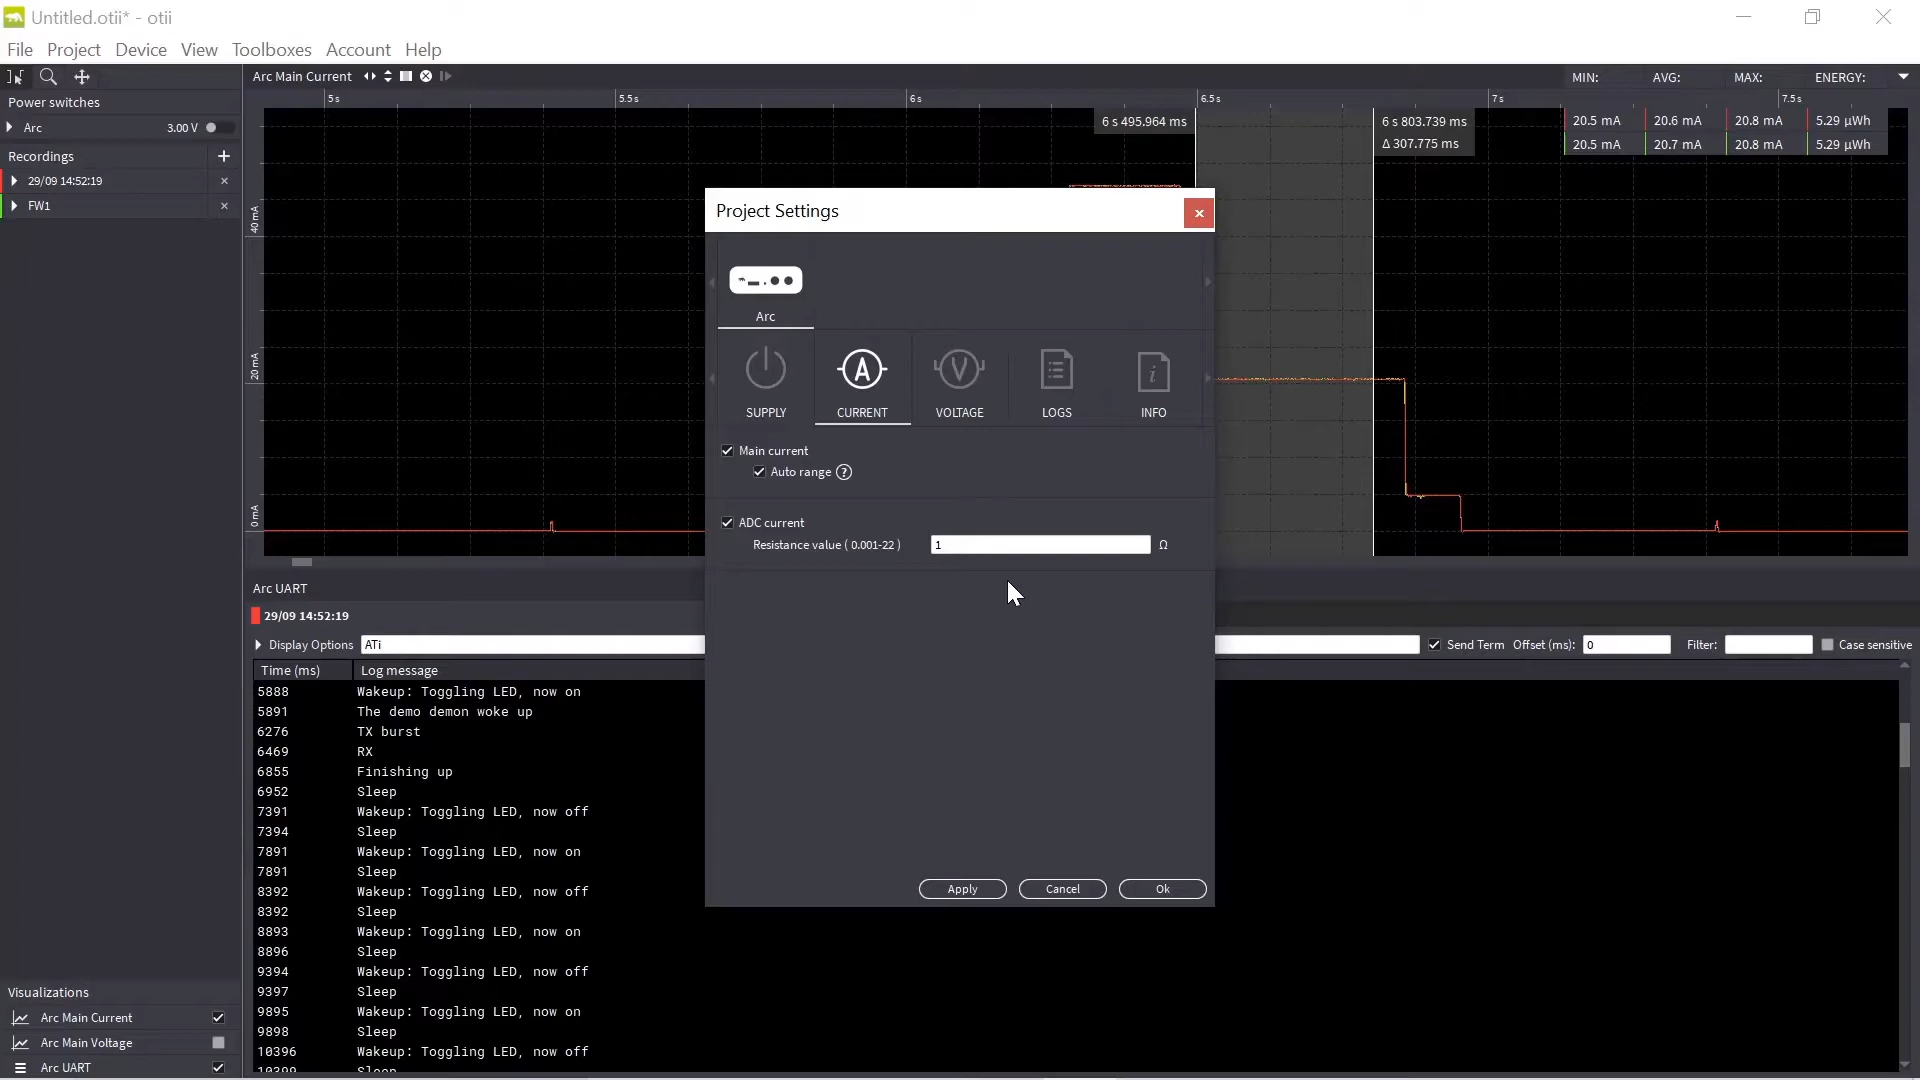 Untitled.otii* - otii
File Project Device View Toolboxes Account Help
Arc Main Current
MIN: AVG: MAX: ENERGY:
Power switches
Arc 3.00 V
Recordings +
29/09 14:52:19
FW1
5 s 5.5 s 6 s 6.5 s 7 s 7.5 s
6 s 495.964 ms
6 s 803.739 ms
Δ 307.775 ms
20.5 mA 20.6 mA 20.8 mA 5.29 µWh
20.5 mA 20.7 mA 20.8 mA 5.29 µWh
40 mA
20 mA
0 mA
Project Settings
Arc
SUPPLY CURRENT VOLTAGE LOGS INFO
Main current
Auto range ?
ADC current
Resistance value ( 0.001-22 ) 1 Ω
Apply Cancel Ok
Arc UART
29/09 14:52:19
Display Options ATi Send Term Offset (ms): 0 Filter: Case sensitive
Time (ms) Log message
5888 Wakeup: Toggling LED, now on
5891 The demo demon woke up
6276 TX burst
6469 RX
6855 Finishing up
6952 Sleep
7391 Wakeup: Toggling LED, now off
7394 Sleep
7891 Wakeup: Toggling LED, now on
7891 Sleep
8392 Wakeup: Toggling LED, now off
8392 Sleep
8893 Wakeup: Toggling LED, now on
8896 Sleep
9394 Wakeup: Toggling LED, now off
9397 Sleep
9895 Wakeup: Toggling LED, now on
9898 Sleep
10396 Wakeup: Toggling LED, now off
10399 Sleep
Visualizations
Arc Main Current
Arc Main Voltage
Arc UART